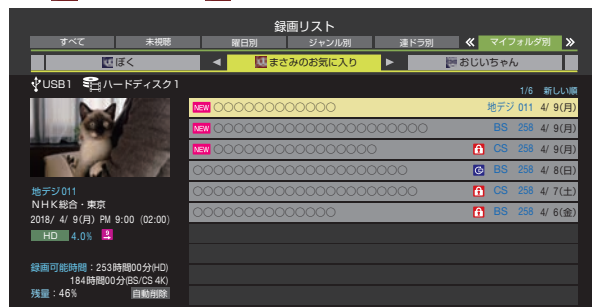 録画リスト
すべて 未視聴 曜日別 ジャンル別 連ドラ別 ≪ マイフォルダ別 ≫
ぼく ◀ まさみのお気に入り ▶ おじいちゃん
USB1 ハードディスク1
1/6 新しい順
NEW ○○○○○○○○○○○○○ 地デジ 011 4/ 9(月)
NEW ○○○○○○○○○○○○○○○○○○○○○○ BS 258 4/ 9(月)
NEW ○○○○○○○○○○○○○○○○○ CS 258 4/ 9(月)
○○○○○○○○○○○○○○○○○○○○○○ BS 258 4/ 8(日)
○○○○○○○○○○○○○○○○○○○○○○○ CS 258 4/ 7(土)
○○○○○○○○○○○○○○○ BS 258 4/ 6(金)
地デジ011
NHK総合・東京
2018/ 4/ 9(月) PM 9:00 (02:00)
HD 4.0% 9
録画可能時間：253時間00分(HD)
184時間00分(BS/CS 4K)
残量：46% 自動削除